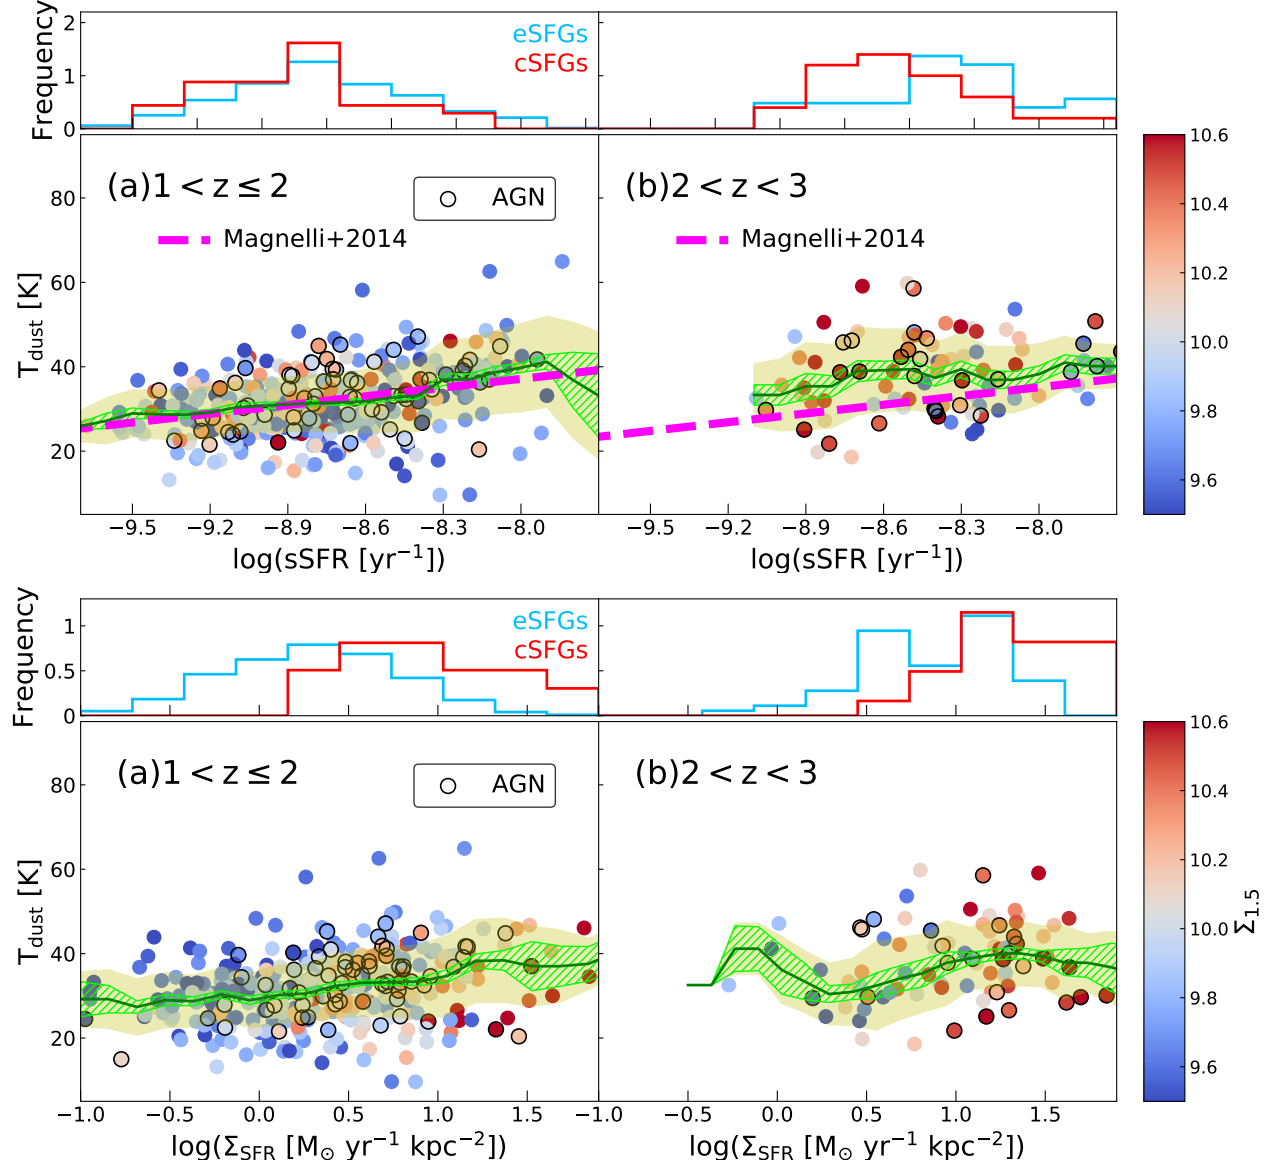 Frequency
2
1
0
eSFGs
cSFGs
T_dust [K]
80
60
40
20
(a)1 < z ≤ 2
AGN
Magnelli+2014
(b)2 < z < 3
Magnelli+2014
10.6
10.4
10.2
10.0
9.8
9.6
−9.5 −9.2 −8.9 −8.6 −8.3 −8.0
−9.5 −9.2 −8.9 −8.6 −8.3 −8.0
log(sSFR [yr⁻¹])
log(sSFR [yr⁻¹])
Frequency
1
0.5
0
eSFGs
cSFGs
T_dust [K]
80
60
40
20
(a)1 < z ≤ 2
AGN
(b)2 < z < 3
10.6
10.4
10.2
10.0
9.8
9.6
Σ_1.5
−1.0 −0.5 0.0 0.5 1.0 1.5
−1.0 −0.5 0.0 0.5 1.0 1.5
log(Σ_SFR [M_⊙ yr⁻¹ kpc⁻²])
log(Σ_SFR [M_⊙ yr⁻¹ kpc⁻²])